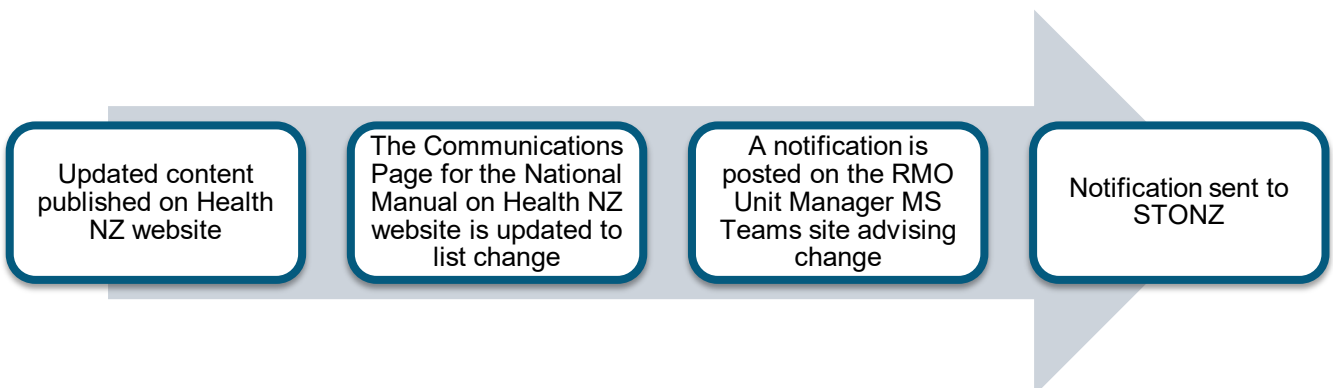 Updated content
published on Health
NZ website
The Communications
Page for the National
Manual on Health NZ
website is updated to
list change
A notification is
posted on the RMO
Unit Manager MS
Teams site advising
change
Notification sent to
STONZ